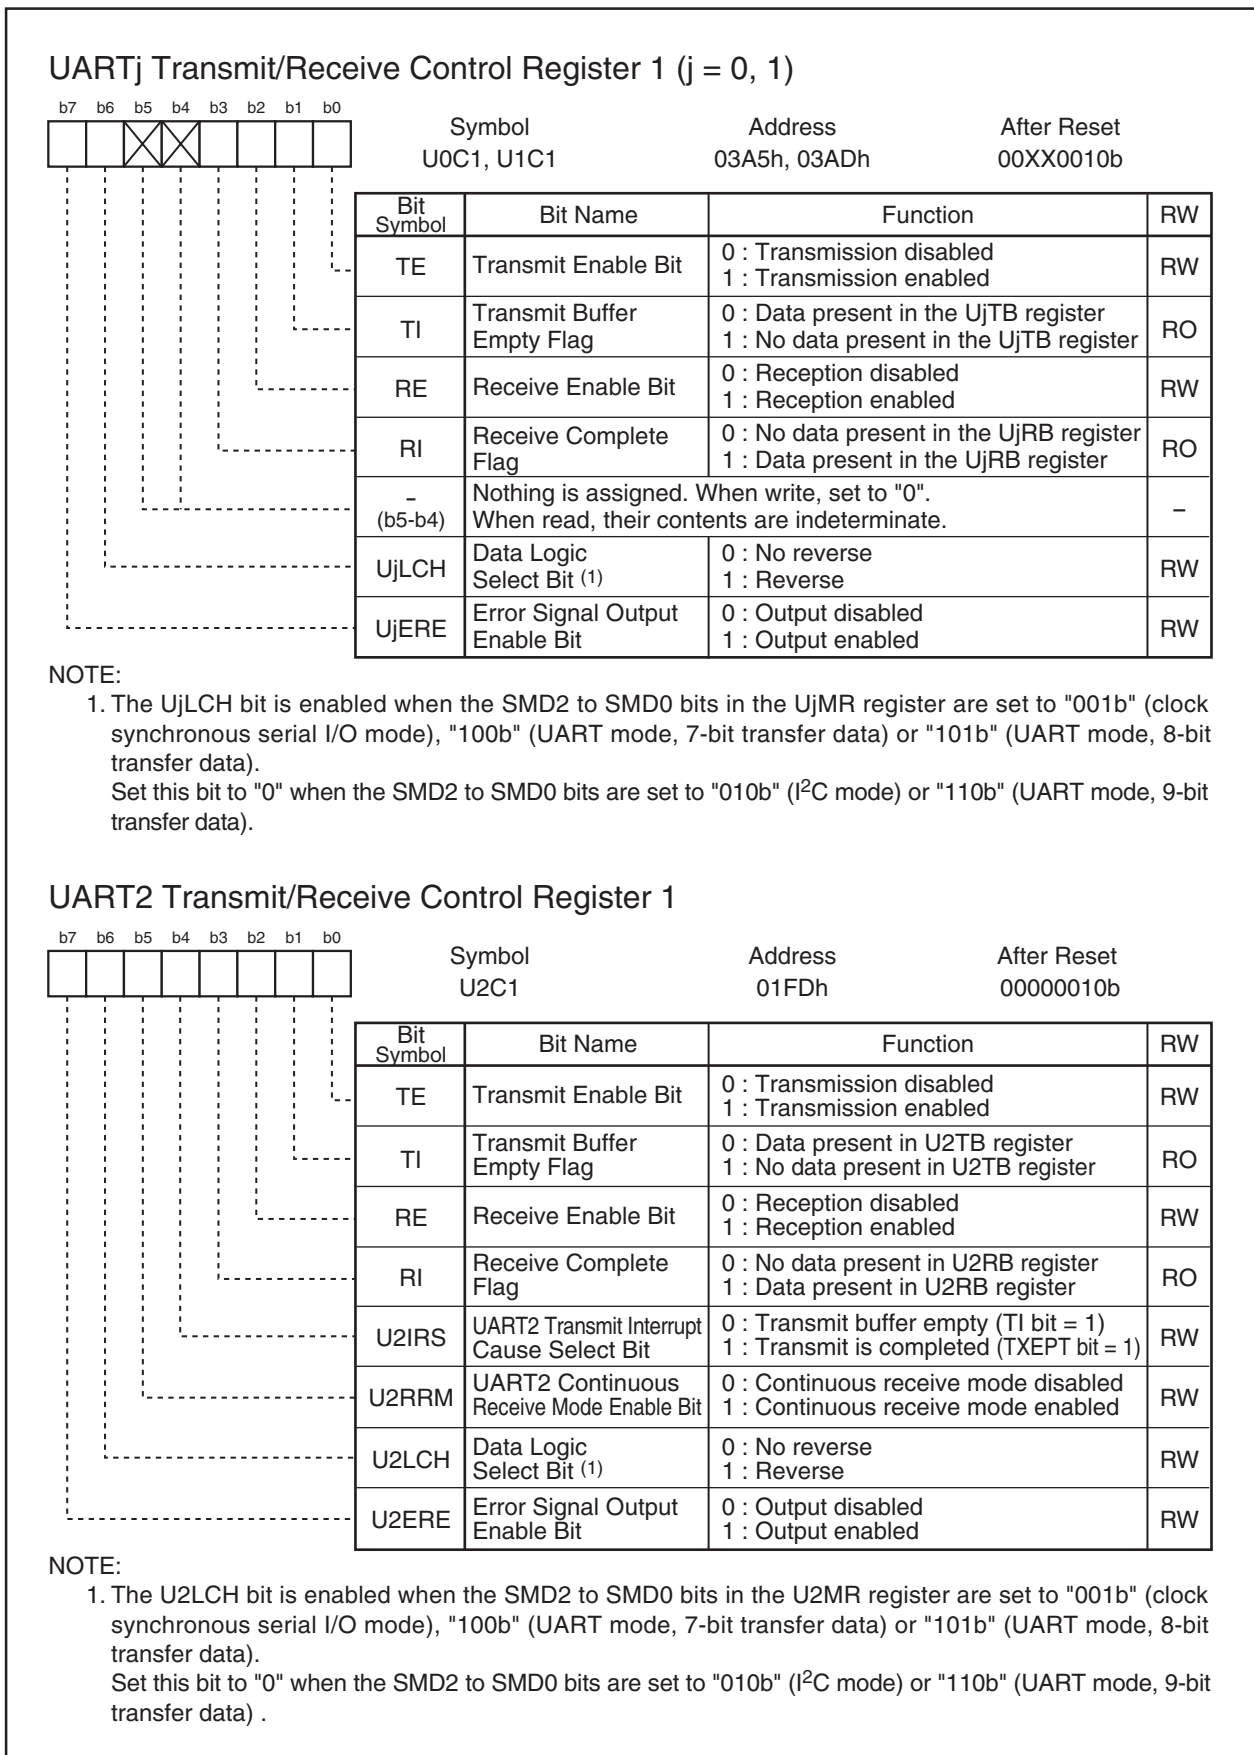 UARTj Transmit/Receive Control Register 1 (j = 0, 1)
b7 b6 b5 b4 b3 b2 b1 b0
Symbol Address After Reset
U0C1, U1C1 03A5h, 03ADh 00XX0010b
Bit Symbol Bit Name Function RW
TE Transmit Enable Bit 0 : Transmission disabled
1 : Transmission enabled RW
TI Transmit Buffer Empty Flag 0 : Data present in the UjTB register
1 : No data present in the UjTB register RO
RE Receive Enable Bit 0 : Reception disabled
1 : Reception enabled RW
RI Receive Complete Flag 0 : No data present in the UjRB register
1 : Data present in the UjRB register RO
– (b5-b4) Nothing is assigned. When write, set to "0".
When read, their contents are indeterminate. –
UjLCH Data Logic Select Bit (1) 0 : No reverse
1 : Reverse RW
UjERE Error Signal Output Enable Bit 0 : Output disabled
1 : Output enabled RW
NOTE:
1. The UjLCH bit is enabled when the SMD2 to SMD0 bits in the UjMR register are set to "001b" (clock
synchronous serial I/O mode), "100b" (UART mode, 7-bit transfer data) or "101b" (UART mode, 8-bit
transfer data).
Set this bit to "0" when the SMD2 to SMD0 bits are set to "010b" (I2C mode) or "110b" (UART mode, 9-bit
transfer data).
UART2 Transmit/Receive Control Register 1
b7 b6 b5 b4 b3 b2 b1 b0
Symbol Address After Reset
U2C1 01FDh 00000010b
Bit Symbol Bit Name Function RW
TE Transmit Enable Bit 0 : Transmission disabled
1 : Transmission enabled RW
TI Transmit Buffer Empty Flag 0 : Data present in U2TB register
1 : No data present in U2TB register RO
RE Receive Enable Bit 0 : Reception disabled
1 : Reception enabled RW
RI Receive Complete Flag 0 : No data present in U2RB register
1 : Data present in U2RB register RO
U2IRS UART2 Transmit Interrupt Cause Select Bit 0 : Transmit buffer empty (TI bit = 1)
1 : Transmit is completed (TXEPT bit = 1) RW
U2RRM UART2 Continuous Receive Mode Enable Bit 0 : Continuous receive mode disabled
1 : Continuous receive mode enabled RW
U2LCH Data Logic Select Bit (1) 0 : No reverse
1 : Reverse RW
U2ERE Error Signal Output Enable Bit 0 : Output disabled
1 : Output enabled RW
NOTE:
1. The U2LCH bit is enabled when the SMD2 to SMD0 bits in the U2MR register are set to "001b" (clock
synchronous serial I/O mode), "100b" (UART mode, 7-bit transfer data) or "101b" (UART mode, 8-bit
transfer data).
Set this bit to "0" when the SMD2 to SMD0 bits are set to "010b" (I2C mode) or "110b" (UART mode, 9-bit
transfer data) .